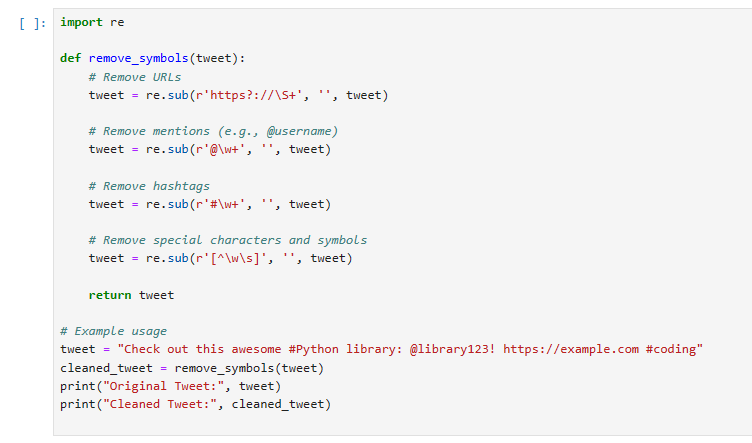 [ ]: import re
def remove_symbols(tweet):
# Remove URLs
tweet = re.sub(r'https?://\S+', '', tweet)
# Remove mentions (e.g., @username)
tweet = re.sub(r'@\w+', '', tweet)
# Remove hashtags
tweet = re.sub(r'#\w+', '', tweet)
# Remove special characters and symbols
tweet = re.sub(r'[^\w\s]', '', tweet)
return tweet
# Example usage
tweet = "Check out this awesome #Python library: @library123! https://example.com #coding"
cleaned_tweet = remove_symbols(tweet)
print("Original Tweet:", tweet)
print("Cleaned Tweet:", cleaned_tweet)